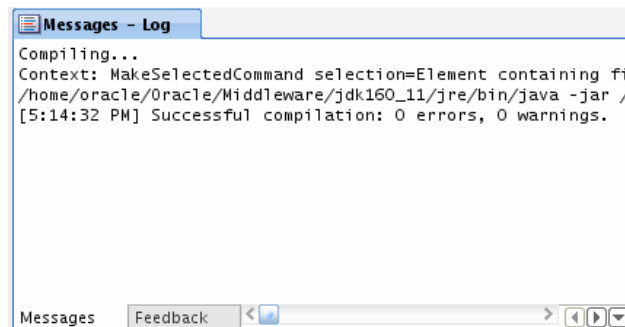 Messages - Log
Compiling...
Context: MakeSelectedCommand selection=Element containing fi
/home/oracle/Oracle/Middleware/jdk160_11/jre/bin/java -jar /
[5:14:32 PM] Successful compilation: 0 errors, 0 warnings.
Messages Feedback